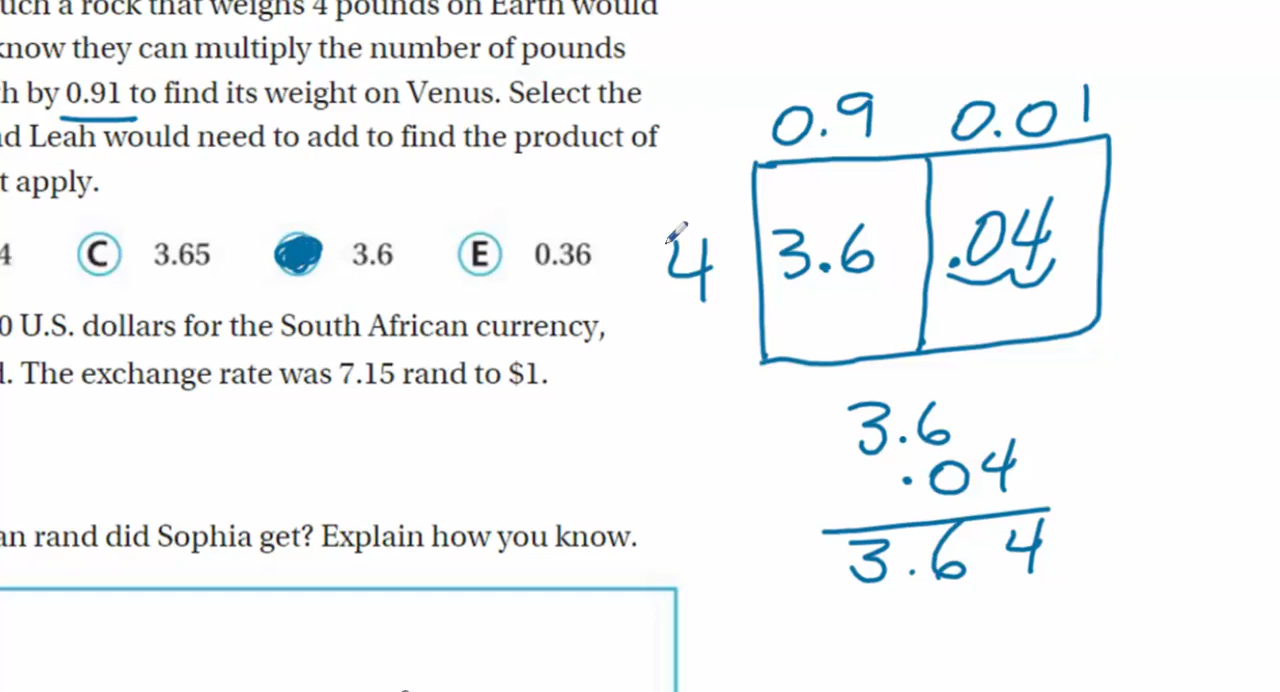 uch a rock that weighs 4 pounds on Earth would
know they can multiply the number of pounds
h by 0.91 to find its weight on Venus. Select the
d Leah would need to add to find the product of
t apply.
4 C 3.65 3.6 E 0.36
0 U.S. dollars for the South African currency,
. The exchange rate was 7.15 rand to $1.
an rand did Sophia get? Explain how you know.
0.9 0.01
4 3.6 .04
3.6
.04
3.64